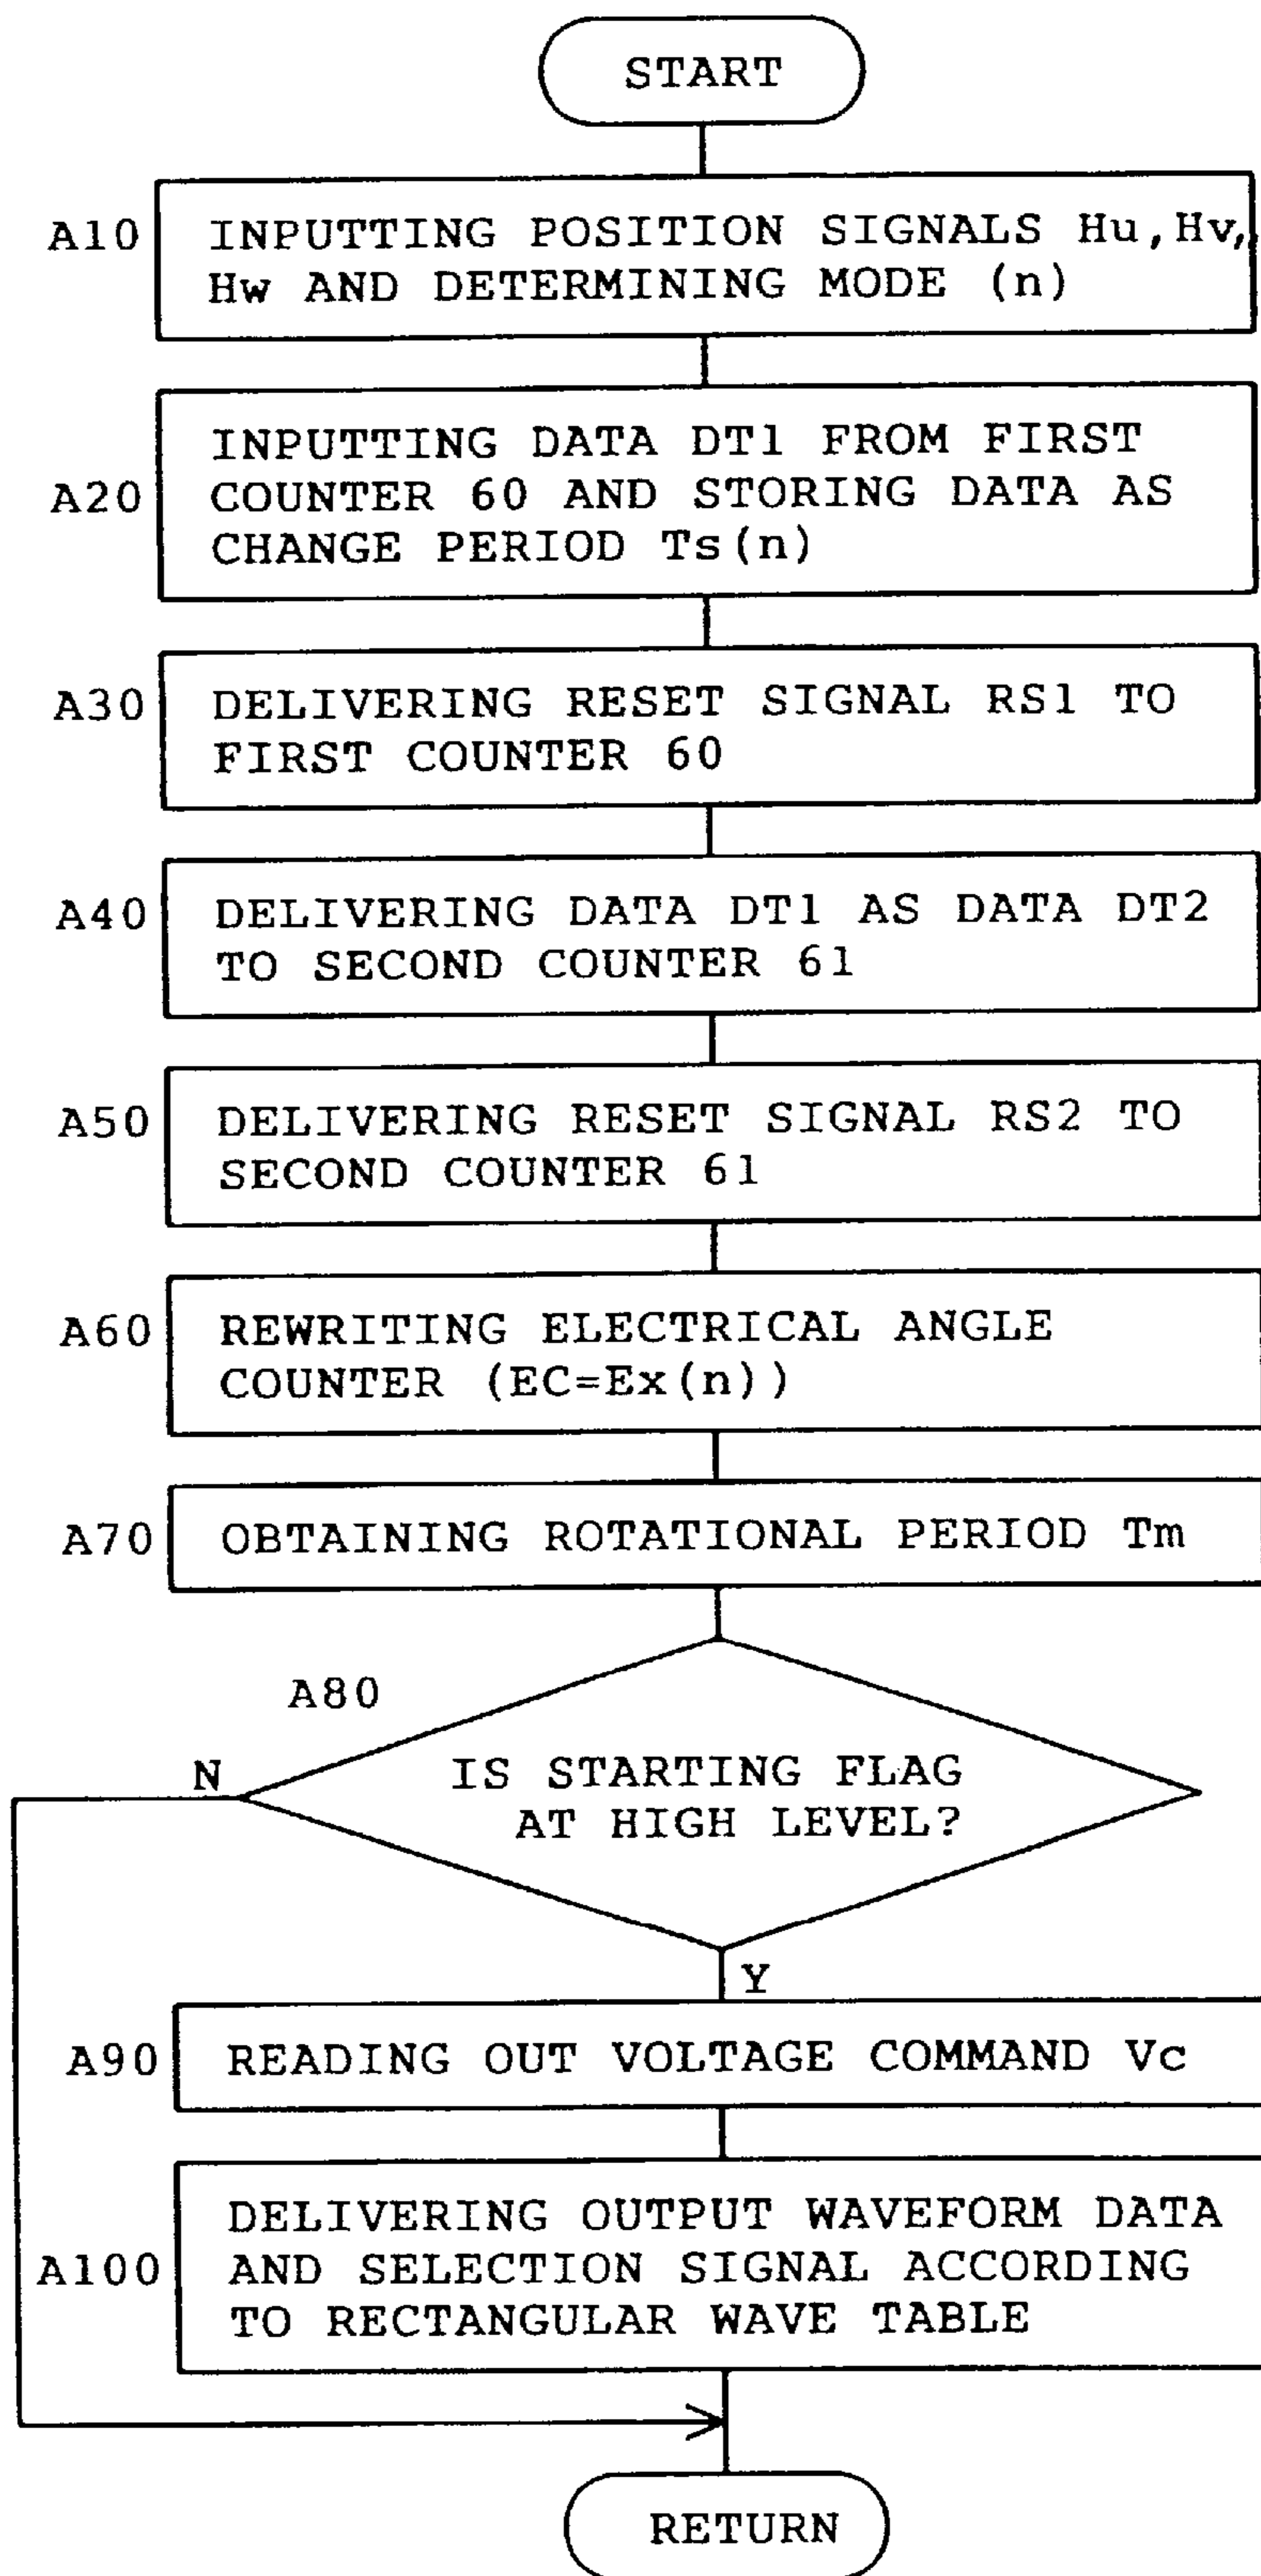 START
A10
INPUTTING POSITION SIGNALS Hu,Hv,
Hw AND DETERMINING MODE (n)
A20
INPUTTING DATA DT1 FROM FIRST
COUNTER 60 AND STORING DATA AS
CHANGE PERIOD Ts(n)
A30
DELIVERING RESET SIGNAL RS1 TO
FIRST COUNTER 60
A40
DELIVERING DATA DT1 AS DATA DT2
TO SECOND COUNTER 61
A50
DELIVERING RESET SIGNAL RS2 TO
SECOND COUNTER 61
A60
REWRITING ELECTRICAL ANGLE
COUNTER (EC=Ex(n))
A70
OBTAINING ROTATIONAL PERIOD Tm
A80
N
IS STARTING FLAG
AT HIGH LEVEL?
Y
A90
READING OUT VOLTAGE COMMAND Vc
A100
DELIVERING OUTPUT WAVEFORM DATA
AND SELECTION SIGNAL ACCORDING
TO RECTANGULAR WAVE TABLE
RETURN